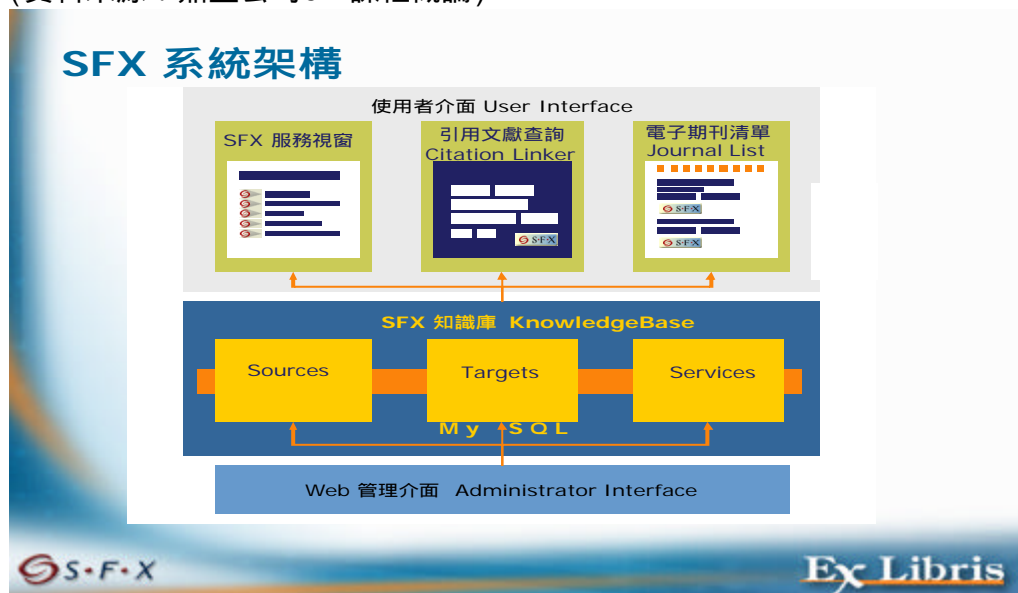 SFX 系統架構
使用者介面 User Interface
SFX 服務視窗
引用文獻查詢
Citation Linker
電子期刊清單
Journal List
S·F·X
S·F·X
S·F·X
SFX 知識庫 KnowledgeBase
Sources
Targets
Services
My SQL
Web 管理介面 Administrator Interface
S·F·X
Ex Libris